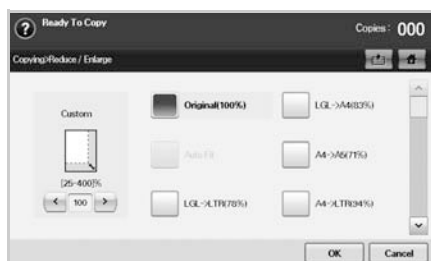 ? Ready To Copy
Copies: 000
Copying>Reduce / Enlarge
Custom
[25~400]%
< 100 >
Original(100%)
LGL->A4(83%)
Auto Fit
A4->A5(71%)
LGL->LTR(78%)
A4->LTR(94%)
OK
Cancel